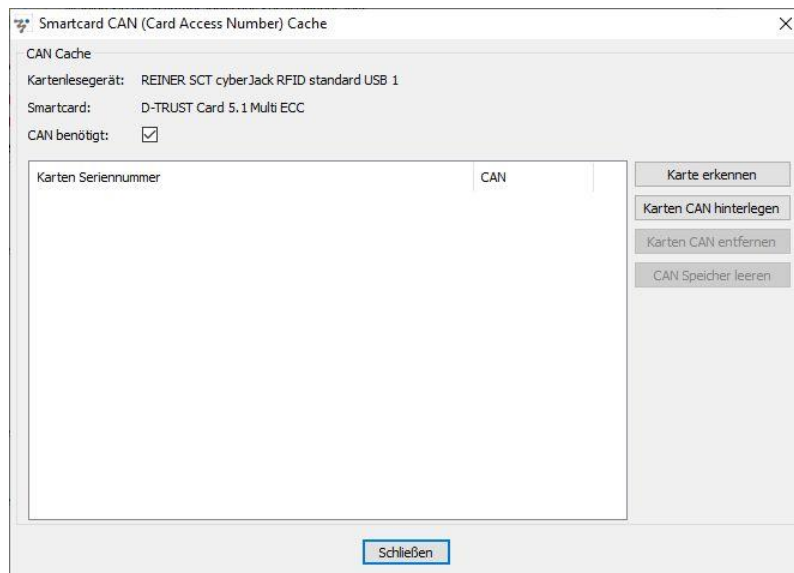 Smartcard CAN (Card Access Number) Cache
CAN Cache
Kartenlesegerät: REINER SCT cyberJack RFID standard USB 1
Smartcard: D-TRUST Card 5.1 Multi ECC
CAN benötigt:
Karten Seriennummer CAN
Karte erkennen
Karten CAN hinterlegen
Karten CAN entfernen
CAN Speicher leeren
Schließen